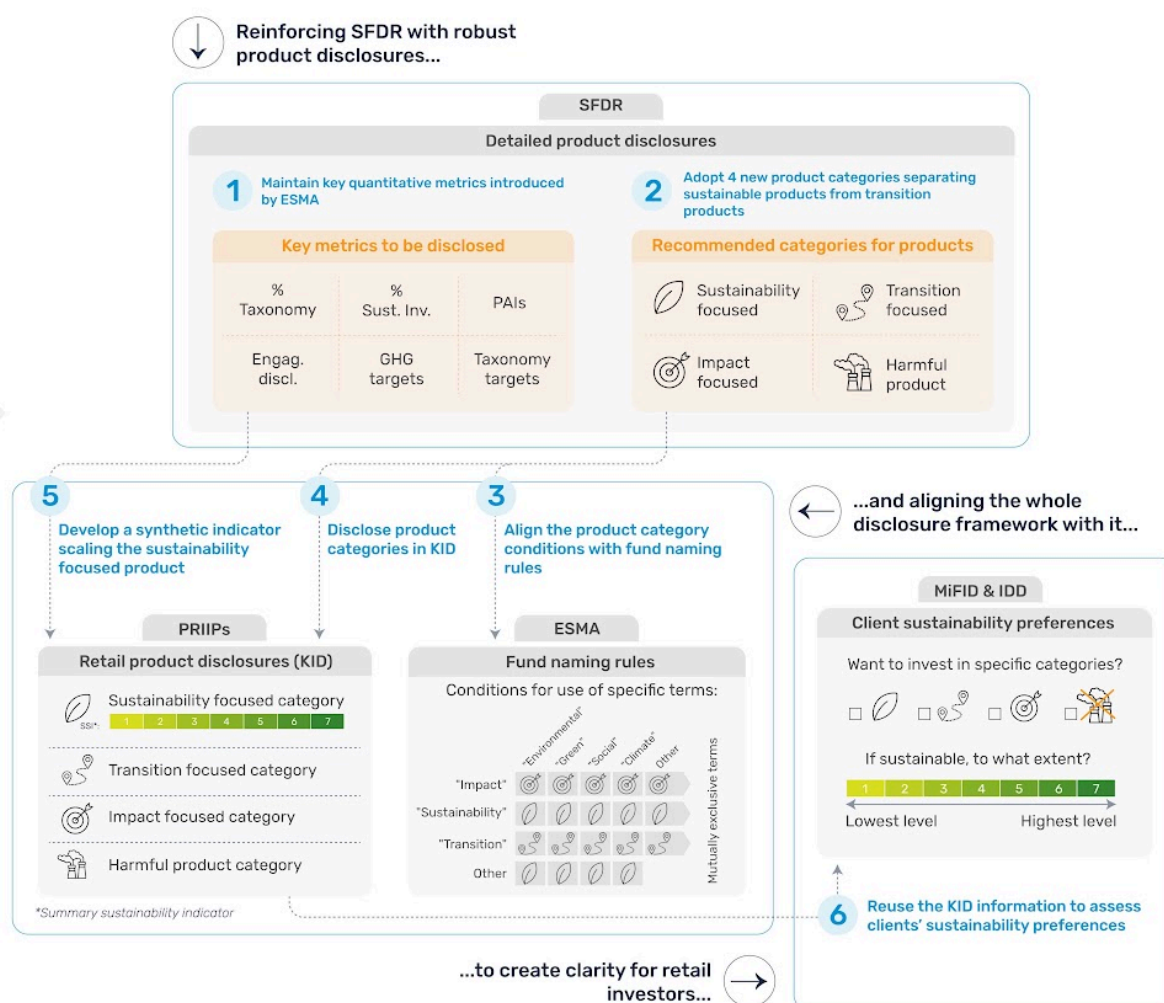 Reinforcing SFDR with robust
product disclosures...
SFDR
Detailed product disclosures
1
Maintain key quantitative metrics introduced
by ESMA
2
Adopt 4 new product categories separating
sustainable products from transition
products
Key metrics to be disclosed
%
Taxonomy
%
Sust. Inv.
PAIs
Engag.
discl.
GHG
targets
Taxonomy
targets
Recommended categories for products
Sustainability
focused
Transition
focused
Impact
focused
Harmful
product
5
Develop a synthetic indicator
scaling the sustainability
focused product
4
Disclose product
categories in KID
3
Align the product category
conditions with fund naming
rules
...and aligning the whole
disclosure framework with it...
PRIIPs
Retail product disclosures (KID)
Sustainability focused category
SSI*:
1 2 3 4 5 6 7
Transition focused category
Impact focused category
Harmful product category
*Summary sustainability indicator
ESMA
Fund naming rules
Conditions for use of specific terms:
"Environmental"
"Green"
"Social"
"Climate"
Other
"Impact"
"Sustainability"
"Transition"
Other
Mutually exclusive terms
MiFID & IDD
Client sustainability preferences
Want to invest in specific categories?
If sustainable, to what extent?
1 2 3 4 5 6 7
Lowest level
Highest level
6
Reuse the KID information to assess
clients' sustainability preferences
...to create clarity for retail
investors...